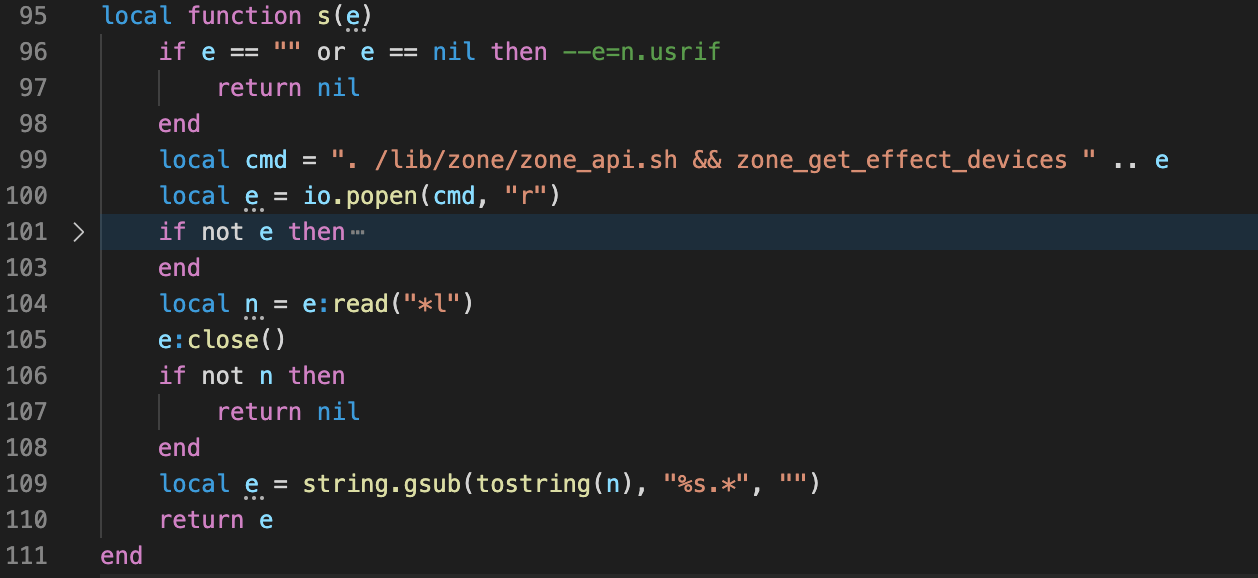 95 local function s(e)
96 if e == "" or e == nil then --e=n.usrif
97 return nil
98 end
99 local cmd = ". /lib/zone/zone_api.sh && zone_get_effect_devices " .. e
100 local e = io.popen(cmd, "r")
101 if not e then⋯
103 end
104 local n = e:read("*l")
105 e:close()
106 if not n then
107 return nil
108 end
109 local e = string.gsub(tostring(n), "%s.*", "")
110 return e
111 end